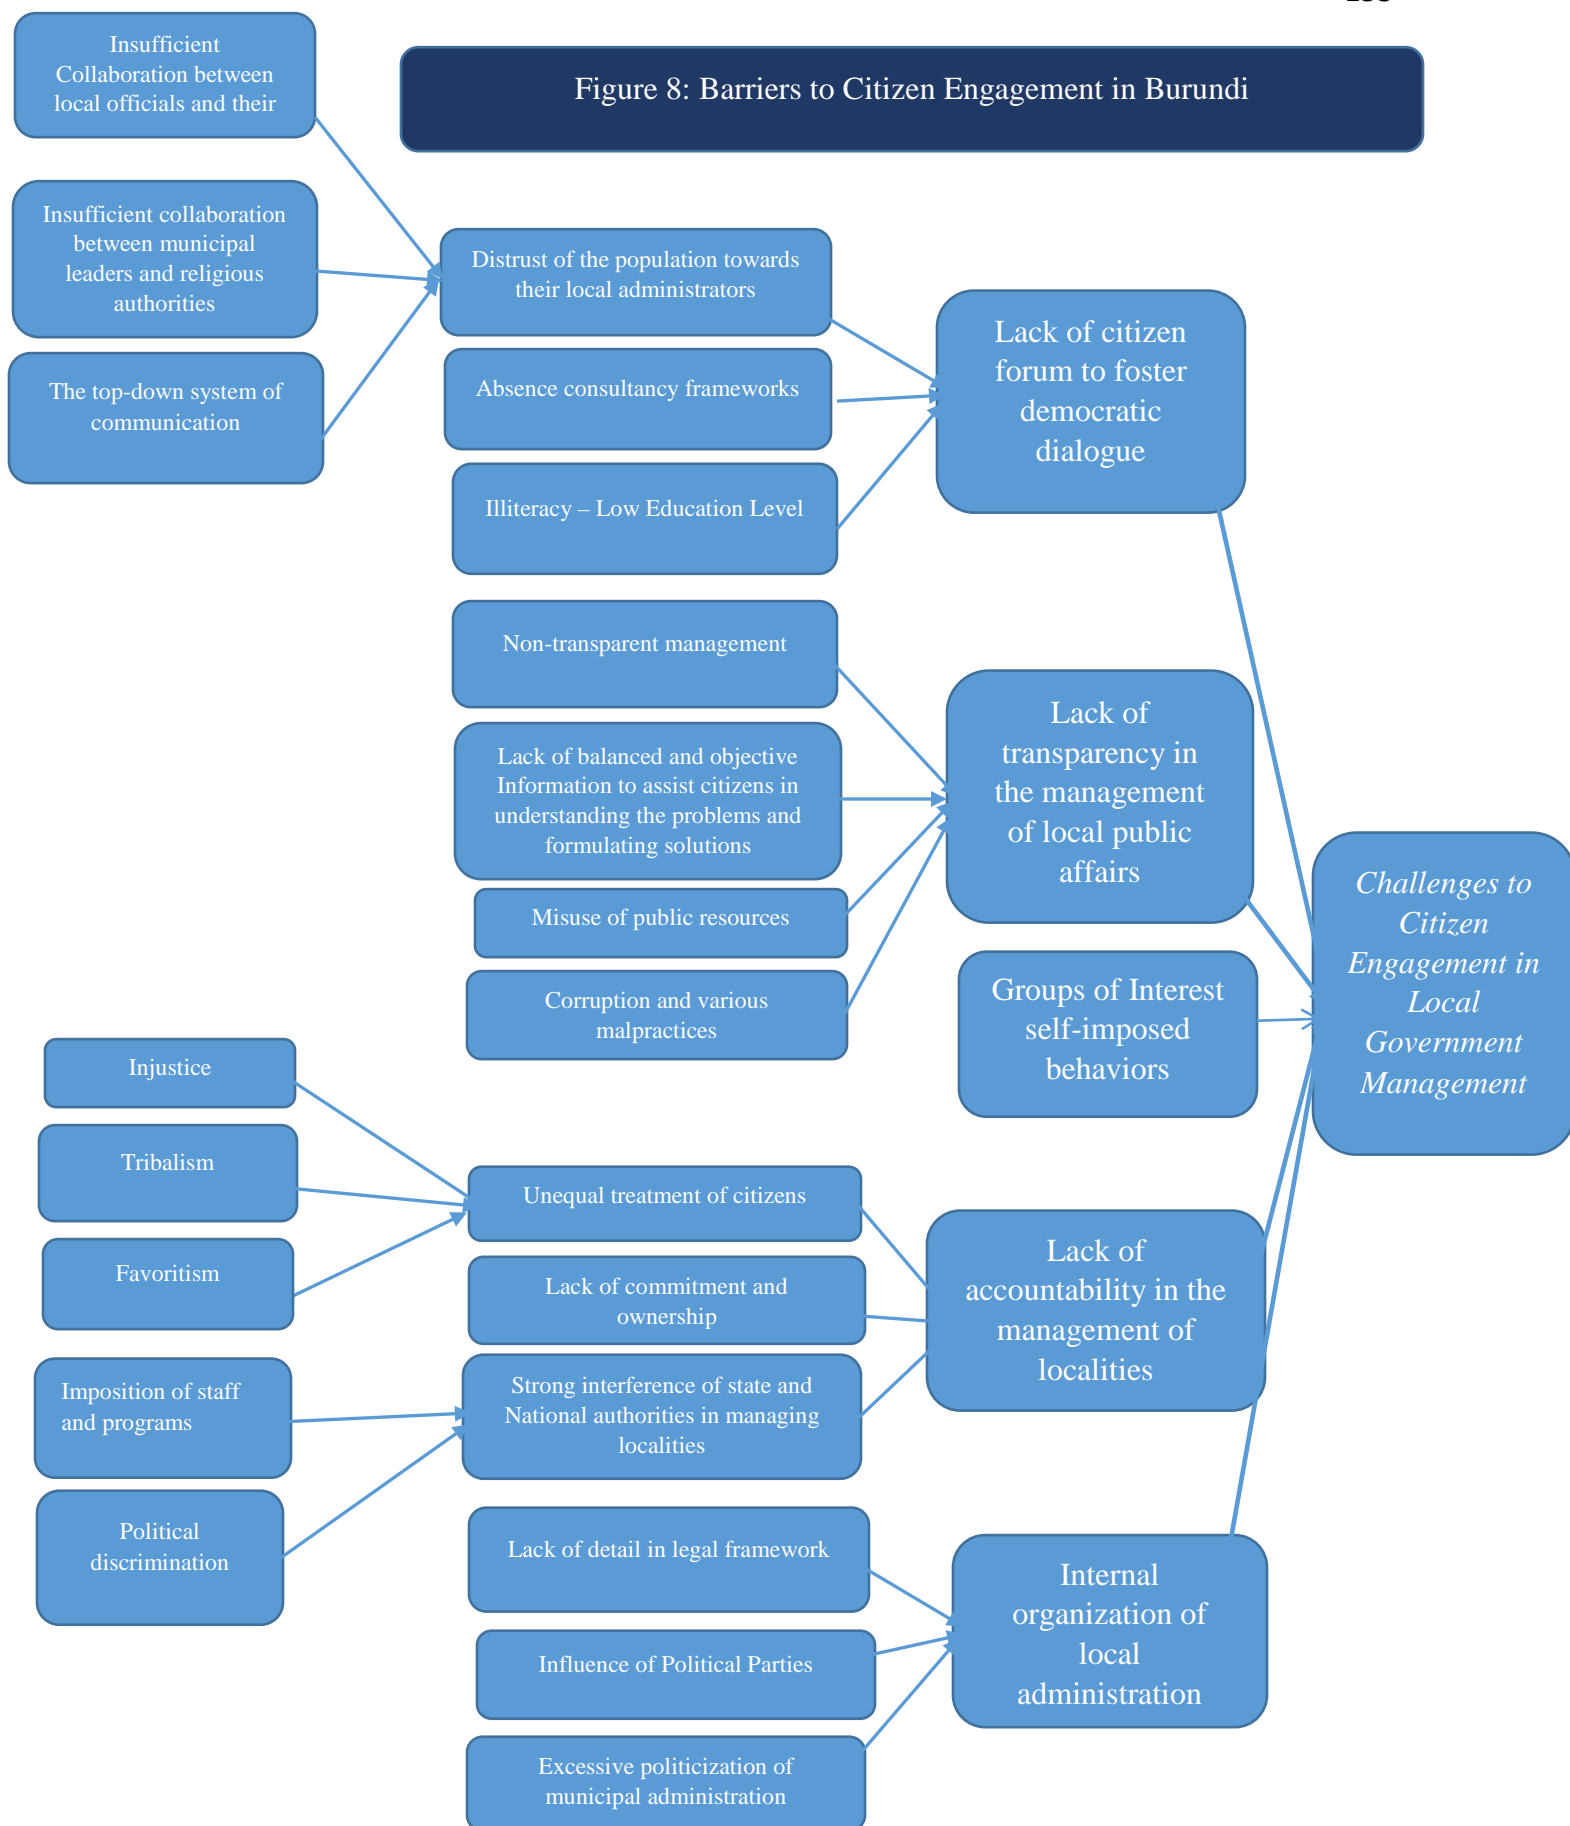 Figure 8: Barriers to Citizen Engagement in Burundi
Insufficient
Collaboration between
local officials and their
Insufficient collaboration
between municipal
leaders and religious
authorities
The top-down system of
communication
Distrust of the population towards
their local administrators
Absence consultancy frameworks
Illiteracy – Low Education Level
Lack of citizen
forum to foster
democratic
dialogue
Non-transparent management
Lack of balanced and objective
Information to assist citizens in
understanding the problems and
formulating solutions
Misuse of public resources
Corruption and various
malpractices
Lack of
transparency in
the management
of local public
affairs
Groups of Interest
self-imposed
behaviors
Challenges to
Citizen
Engagement in
Local
Government
Management
Injustice
Tribalism
Favoritism
Imposition of staff
and programs
Political
discrimination
Unequal treatment of citizens
Lack of commitment and
ownership
Strong interference of state and
National authorities in managing
localities
Lack of
accountability in the
management of
localities
Lack of detail in legal framework
Influence of Political Parties
Excessive politicization of
municipal administration
Internal
organization of
local
administration